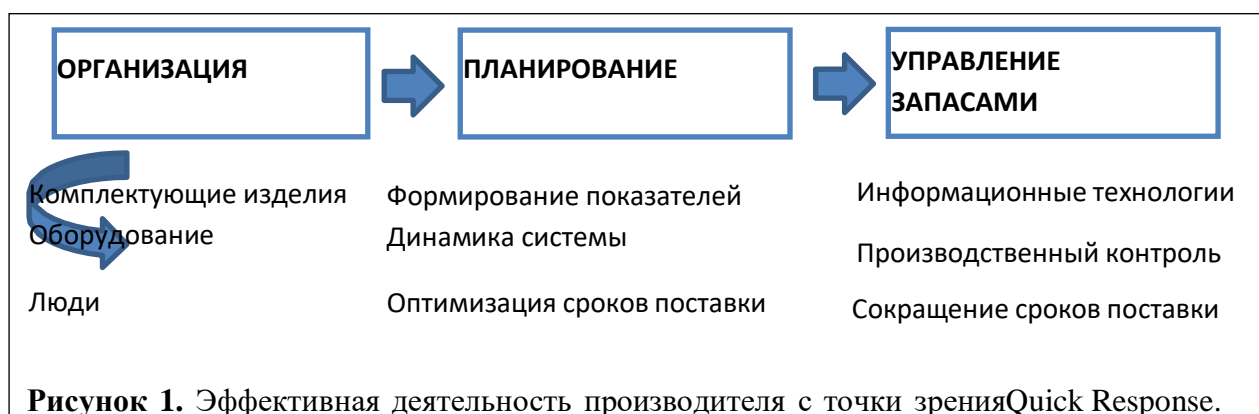 ОРГАНИЗАЦИЯ
ПЛАНИРОВАНИЕ
УПРАВЛЕНИЕ
ЗАПАСАМИ
Комплектующие изделия
Оборудование
Люди
Формирование показателей
Динамика системы
Оптимизация сроков поставки
Информационные технологии
Производственный контроль
Сокращение сроков поставки
Рисунок 1. Эффективная деятельность производителя с точки зренияQuick Response.